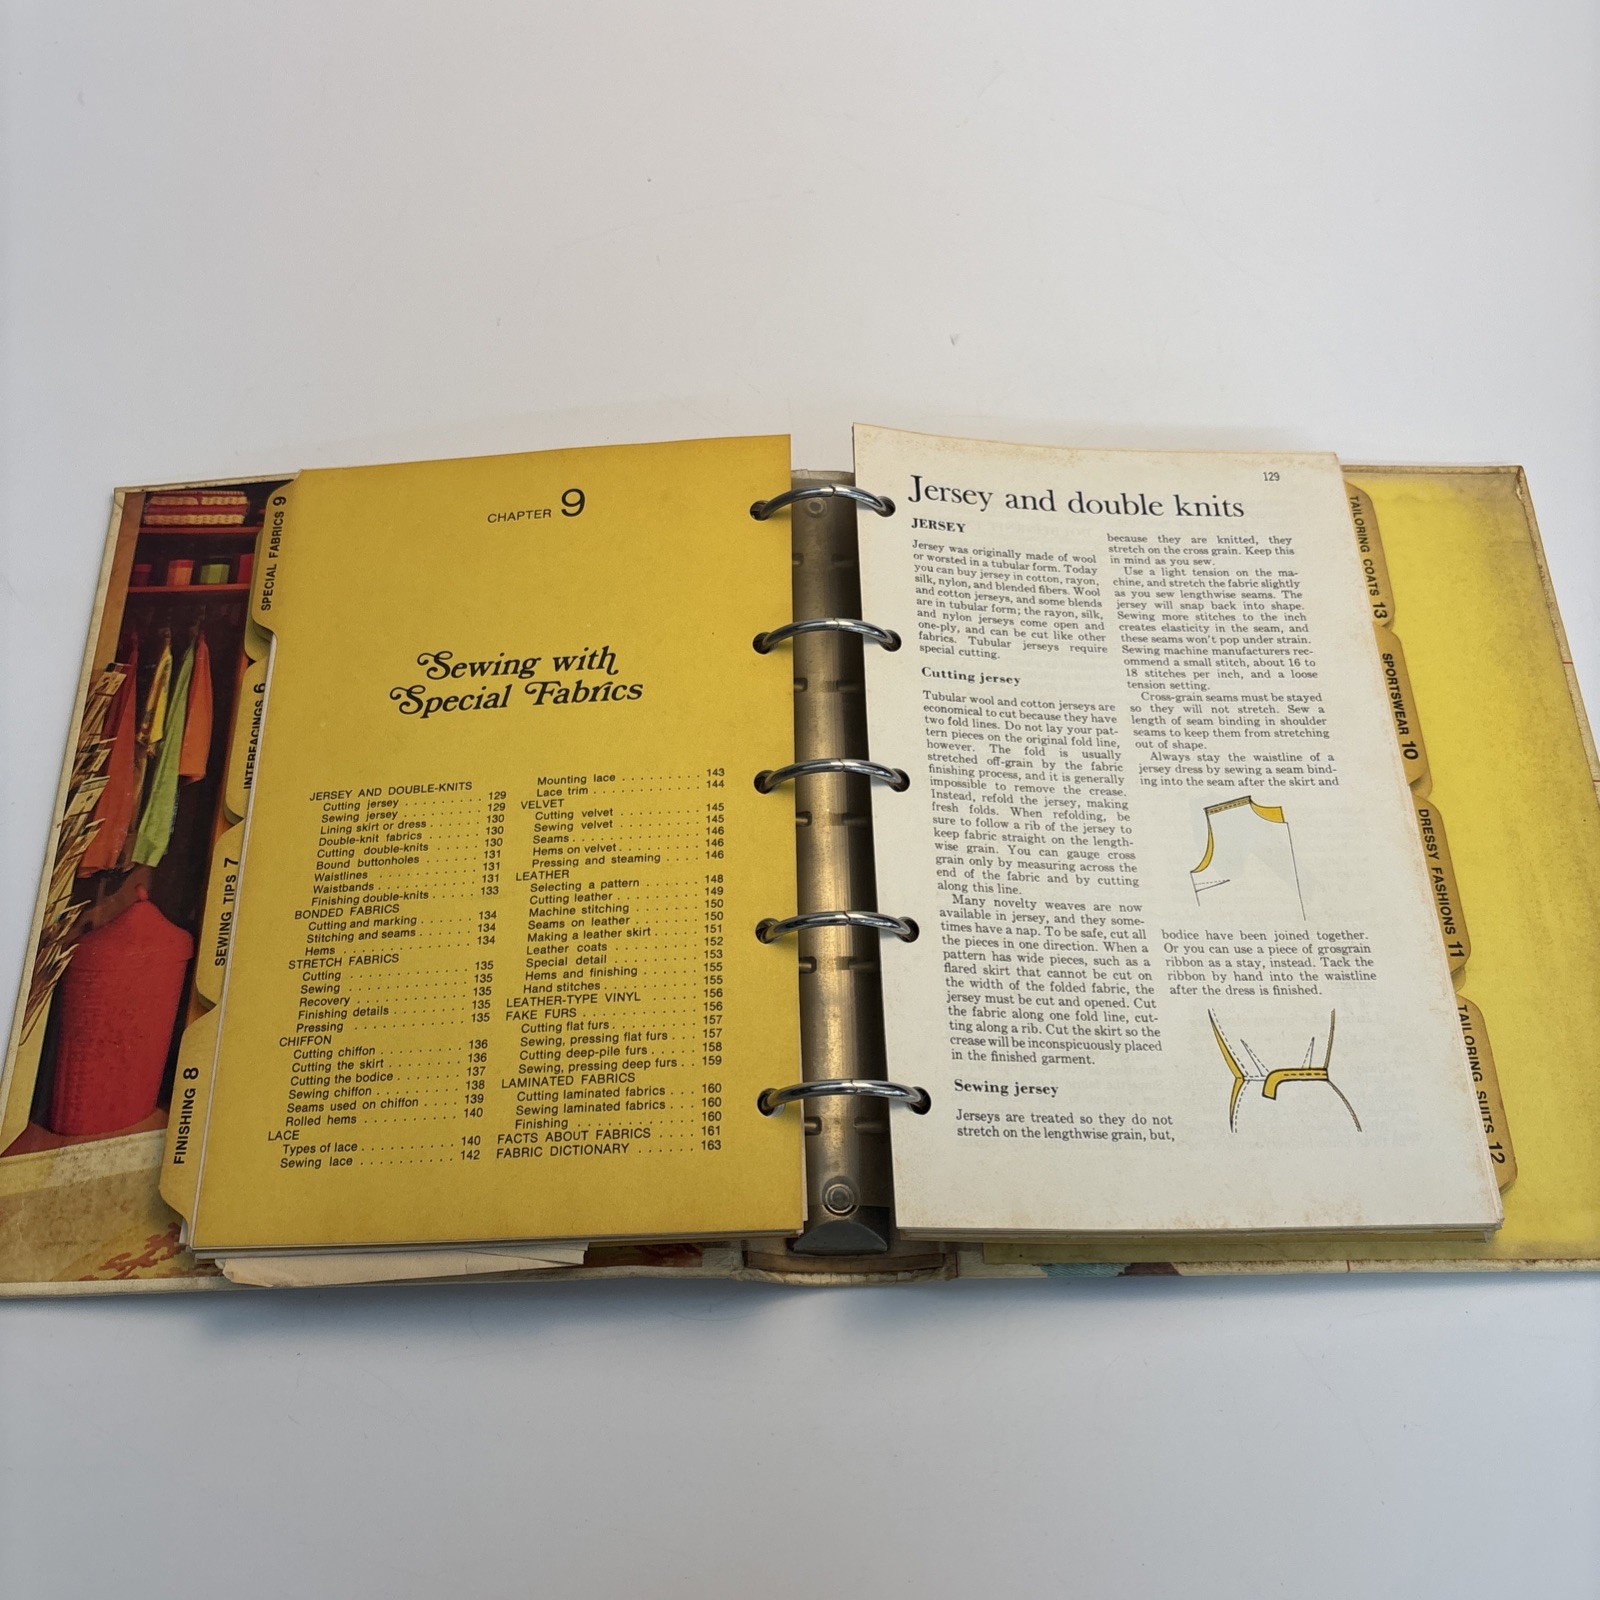 SPECIAL FABRICS 9
INTERFACINGS 6
SEWING TIPS 7
FINISHING 8
CHAPTER 9
Sewing with
Special Fabrics
JERSEY AND DOUBLE-KNITS
Cutting jersey . . . . . . . . . 129
Sewing jersey . . . . . . . . . 129
Lining skirt or dress . . . . . . 130
Double-knit fabrics . . . . . . 130
Cutting double-knits . . . . . . 130
Bound buttonholes . . . . . . 131
Waistlines . . . . . . . . . . 131
Waistbands . . . . . . . . . . 131
Finishing double-knits . . . . . 133
BONDED FABRICS
Cutting and marking . . . . . . 134
Stitching and seams . . . . . . 134
Hems . . . . . . . . . . . . 134
STRETCH FABRICS
Cutting . . . . . . . . . . . 135
Sewing . . . . . . . . . . . 135
Recovery . . . . . . . . . . 135
Finishing details . . . . . . . 135
Pressing . . . . . . . . . . 135
CHIFFON
Cutting chiffon . . . . . . . . 136
Cutting the skirt . . . . . . . 136
Cutting the bodice . . . . . . 137
Sewing chiffon . . . . . . . . 138
Seams used on chiffon . . . . 139
Rolled hems . . . . . . . . . 140
LACE
Types of lace . . . . . . . . . 140
Sewing lace . . . . . . . . . 142
Mounting lace . . . . . . . . . 143
Lace trim . . . . . . . . . . 144
VELVET
Cutting velvet . . . . . . . . 145
Sewing velvet . . . . . . . . 145
Seams . . . . . . . . . . . . 146
Hems on velvet . . . . . . . . 146
Pressing and steaming . . . . 146
LEATHER
Selecting a pattern . . . . . . 148
Cutting leather . . . . . . . . 149
Machine stitching . . . . . . 150
Seams on leather . . . . . . . 150
Making a leather skirt . . . . . 151
Leather coats . . . . . . . . 152
Special detail . . . . . . . . 153
Hems and finishing . . . . . . 155
Hand stitches . . . . . . . . . 155
LEATHER-TYPE VINYL . . . . . 156
FAKE FURS . . . . . . . . . . 156
Cutting flat furs . . . . . . . . 157
Sewing, pressing flat furs . . . 157
Cutting deep-pile furs . . . . . 158
Sewing, pressing deep furs . . 159
LAMINATED FABRICS
Cutting laminated fabrics . . . 160
Sewing laminated fabrics . . . 160
Finishing . . . . . . . . . . 160
FACTS ABOUT FABRICS . . . . 161
FABRIC DICTIONARY . . . . . . 163
129
Jersey and double knits
JERSEY
Jersey was originally made of wool
or worsted in a tubular form. Today
you can buy jersey in cotton, rayon,
silk, nylon, and blended fibers. Wool
and cotton jerseys, and some blends
are in tubular form; the rayon, silk,
and nylon jerseys come open and
one-ply, and can be cut like other
fabrics. Tubular jerseys require
special cutting.
Cutting jersey
Tubular wool and cotton jerseys are
economical to cut because they have
two fold lines. Do not lay your pat-
tern pieces on the original fold line,
however. The fold is usually
stretched off-grain by the fabric
finishing process, and it is generally
impossible to remove the crease.
Instead, refold the jersey, making
fresh folds. When refolding, be
sure to follow a rib of the jersey to
keep fabric straight on the length-
wise grain. You can gauge cross
grain only by measuring across the
end of the fabric and by cutting
along this line.
Many novelty weaves are now
available in jersey, and they some-
times have a nap. To be safe, cut all
the pieces in one direction. When a
pattern has wide pieces, such as a
flared skirt that cannot be cut on
the width of the folded fabric, the
jersey must be cut and opened. Cut
the fabric along one fold line, cut-
ting along a rib. Cut the skirt so the
crease will be inconspicuously placed
in the finished garment.
Sewing jersey
Jerseys are treated so they do not
stretch on the lengthwise grain, but,
because they are knitted, they
stretch on the cross grain. Keep this
in mind as you sew.
Use a light tension on the ma-
chine, and stretch the fabric slightly
as you sew lengthwise seams. The
jersey will snap back into shape.
Sewing more stitches to the inch
creates elasticity in the seam, and
these seams won't pop under strain.
Sewing machine manufacturers rec-
ommend a small stitch, about 16 to
18 stitches per inch, and a loose
tension setting.
Cross-grain seams must be stayed
so they will not stretch. Sew a
length of seam binding in shoulder
seams to keep them from stretching
out of shape.
Always stay the waistline of a
jersey dress by sewing a seam bind-
ing into the seam after the skirt and
bodice have been joined together.
Or you can use a piece of grosgrain
ribbon as a stay, instead. Tack the
ribbon by hand into the waistline
after the dress is finished.
TAILORING COATS 13
SPORTSWEAR 10
DRESSY FASHIONS 11
TAILORING SUITS 12